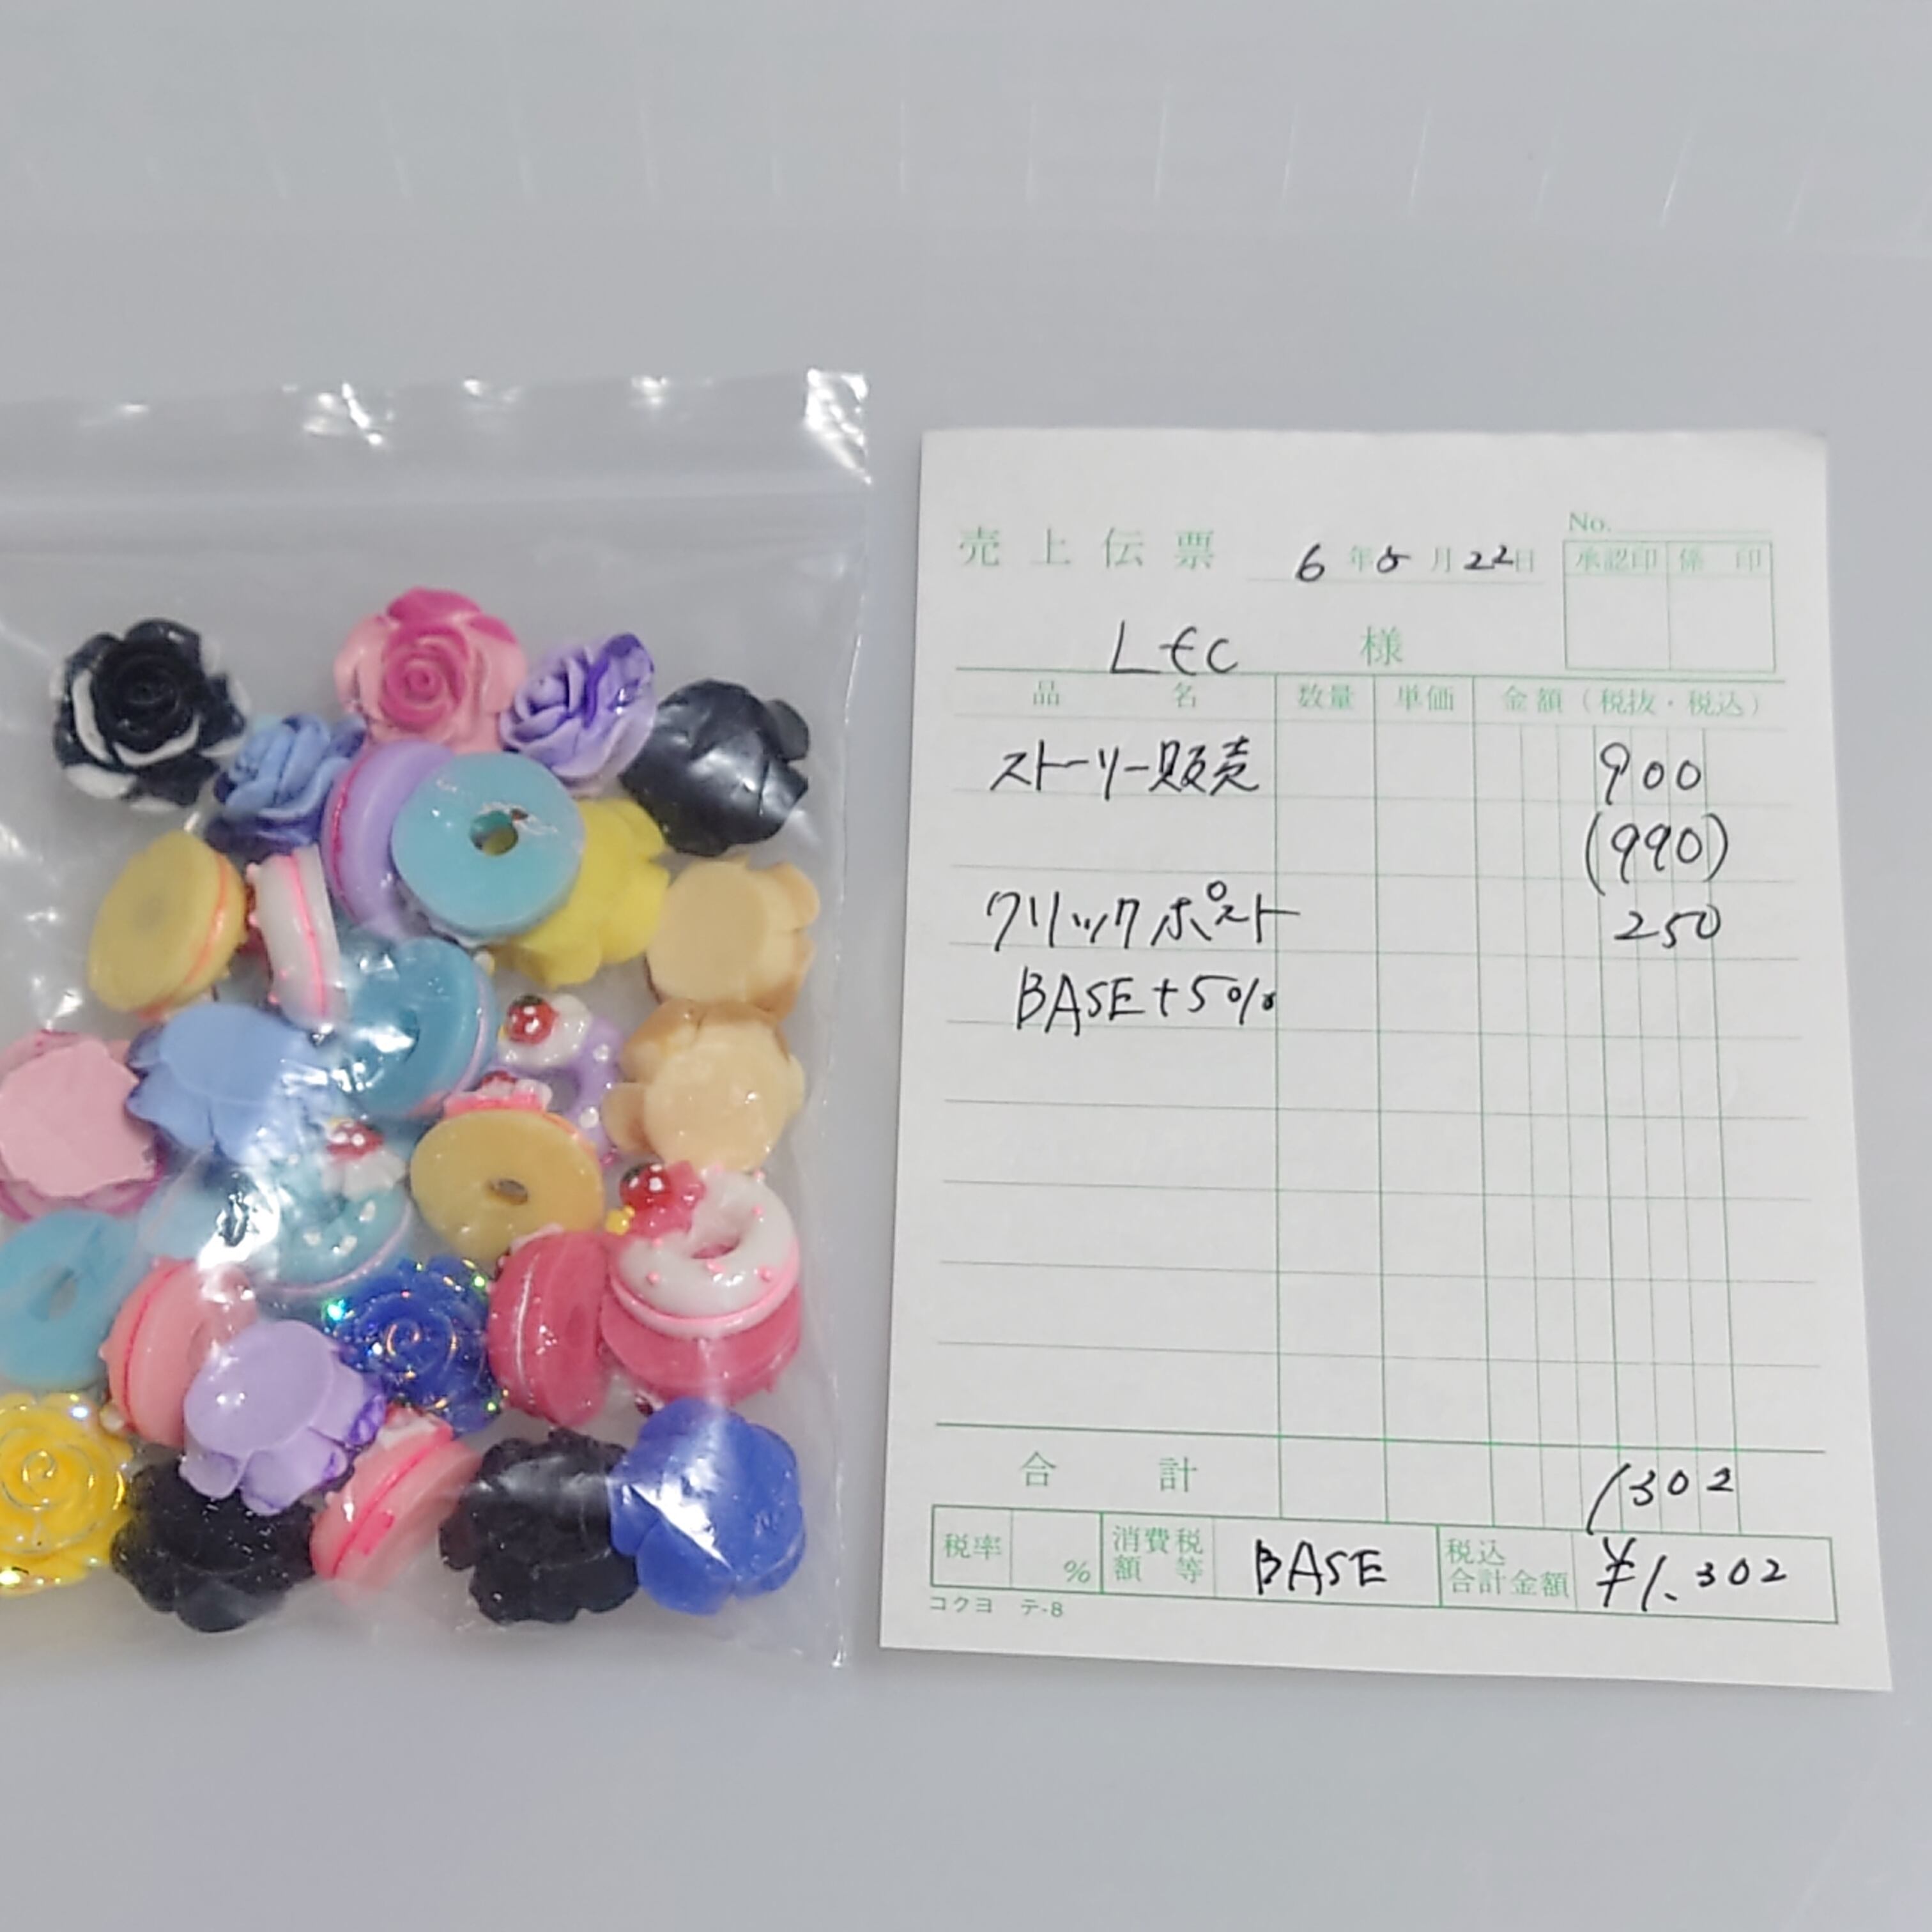 No.
売上伝票 6年5月22日 承認印 係印
LEC 様
品名 数量 単価 金額（税抜・税込）
ストーリー販売 900
(990)
クリックポスト 250
BASE+5%
合計 1302
税率 % 消費税額等 BASE 税込合計金額 ¥1.302
コクヨ テ-8